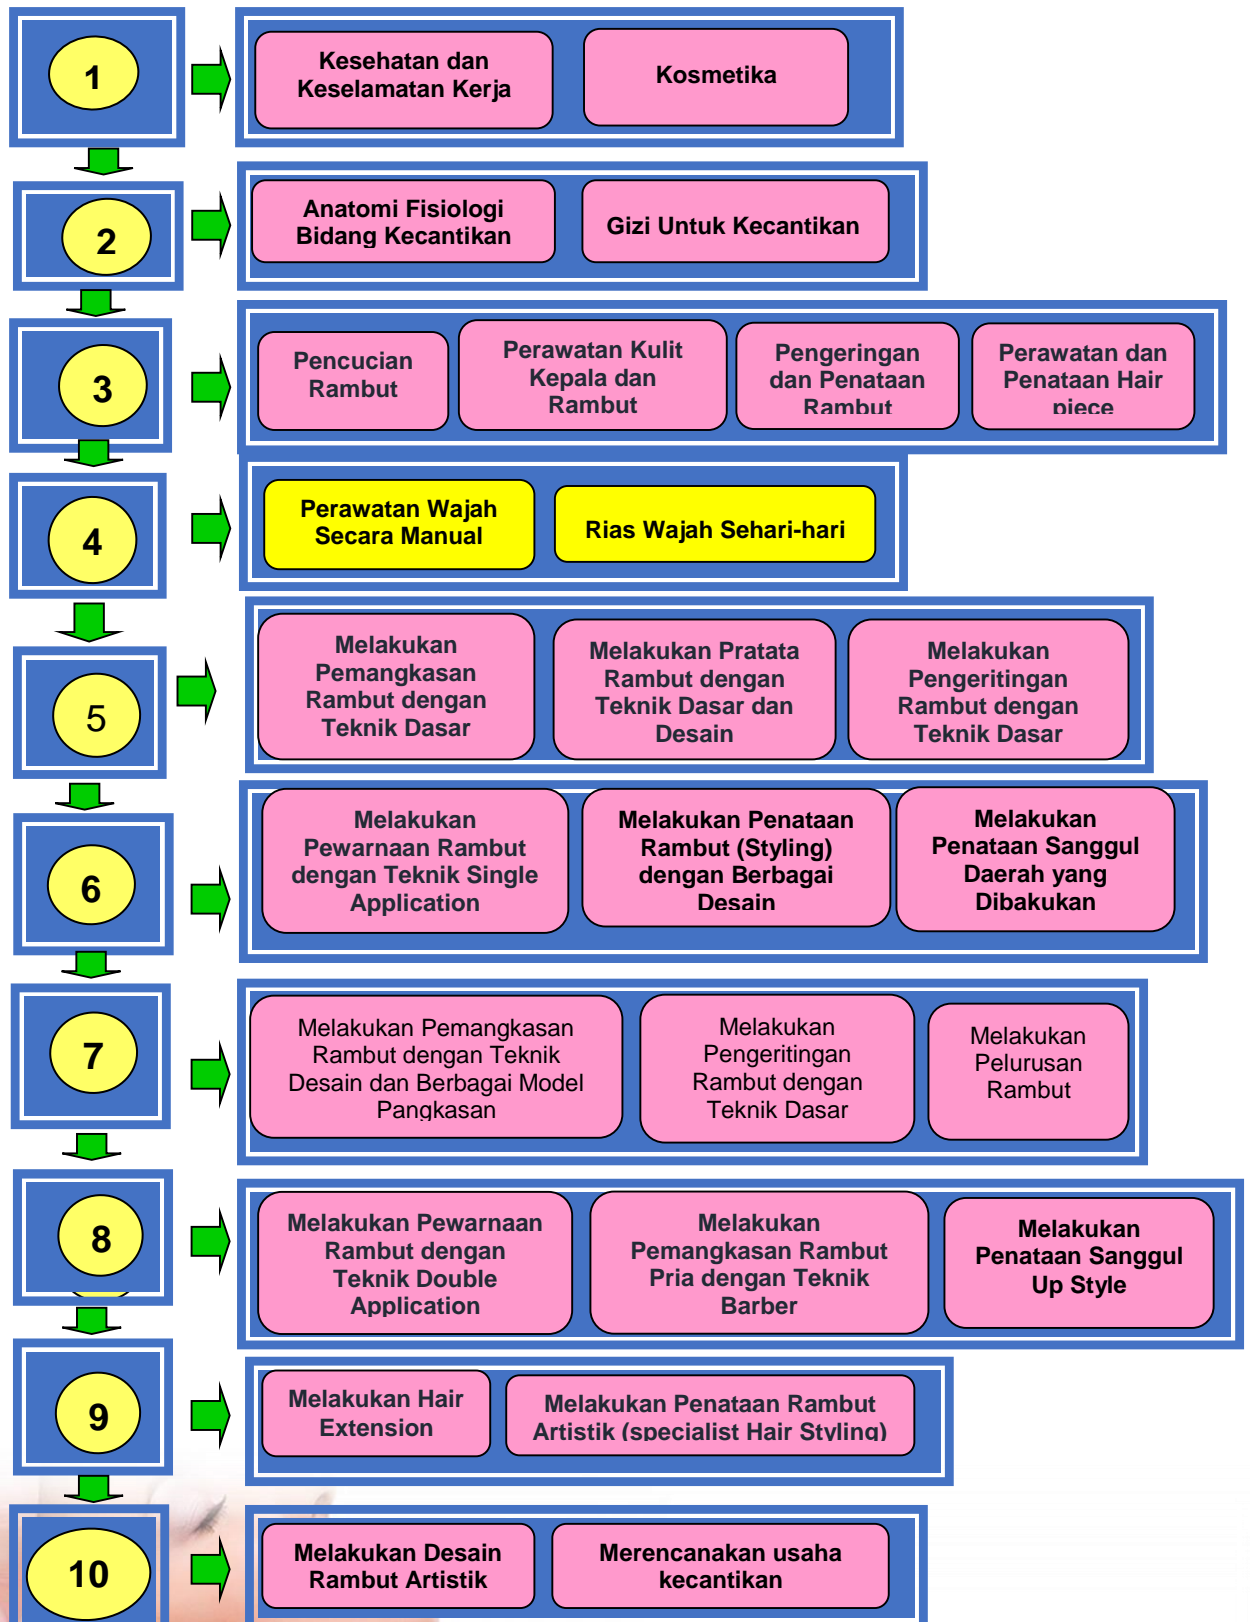 1
Kesehatan dan
Keselamatan Kerja
Kosmetika
2
Anatomi Fisiologi
Bidang Kecantikan
Gizi Untuk Kecantikan
3
Pencucian
Rambut
Perawatan Kulit
Kepala dan
Rambut
Pengeringan
dan Penataan
Rambut
Perawatan dan
Penataan Hair
piece
4
Perawatan Wajah
Secara Manual
Rias Wajah Sehari-hari
5
Melakukan
Pemangkasan
Rambut dengan
Teknik Dasar
Melakukan Pratata
Rambut dengan
Teknik Dasar dan
Desain
Melakukan
Pengeritingan
Rambut dengan
Teknik Dasar
6
Melakukan
Pewarnaan Rambut
dengan Teknik Single
Application
Melakukan Penataan
Rambut (Styling)
dengan Berbagai
Desain
Melakukan
Penataan Sanggul
Daerah yang
Dibakukan
7
Melakukan Pemangkasan
Rambut dengan Teknik
Desain dan Berbagai Model
Pangkasan
Melakukan
Pengeritingan
Rambut dengan
Teknik Dasar
Melakukan
Pelurusan
Rambut
8
Melakukan Pewarnaan
Rambut dengan
Teknik Double
Application
Melakukan
Pemangkasan Rambut
Pria dengan Teknik
Barber
Melakukan
Penataan Sanggul
Up Style
9
Melakukan Hair
Extension
Melakukan Penataan Rambut
Artistik (specialist Hair Styling)
10
Melakukan Desain
Rambut Artistik
Merencanakan usaha
kecantikan